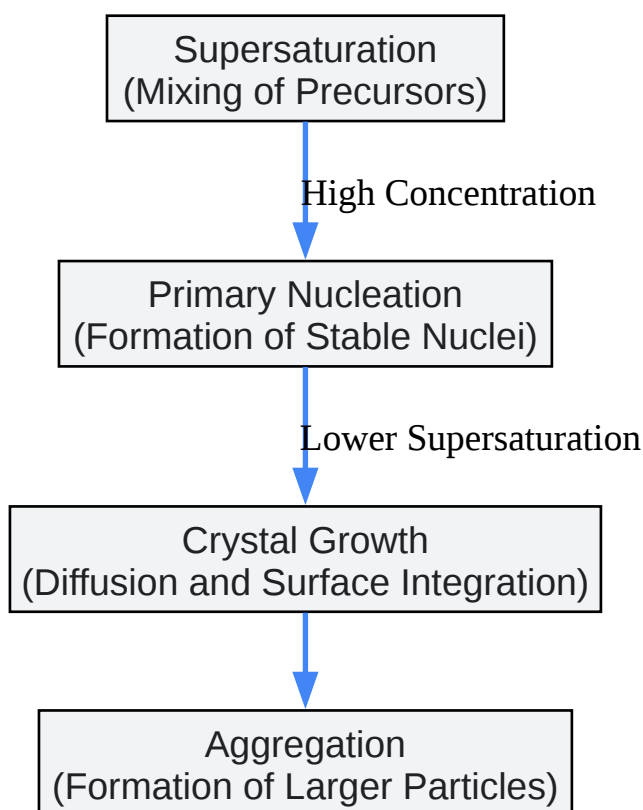 Supersaturation
(Mixing of Precursors)
High Concentration
Primary Nucleation
(Formation of Stable Nuclei)
Lower Supersaturation
Crystal Growth
(Diffusion and Surface Integration)
Aggregation
(Formation of Larger Particles)